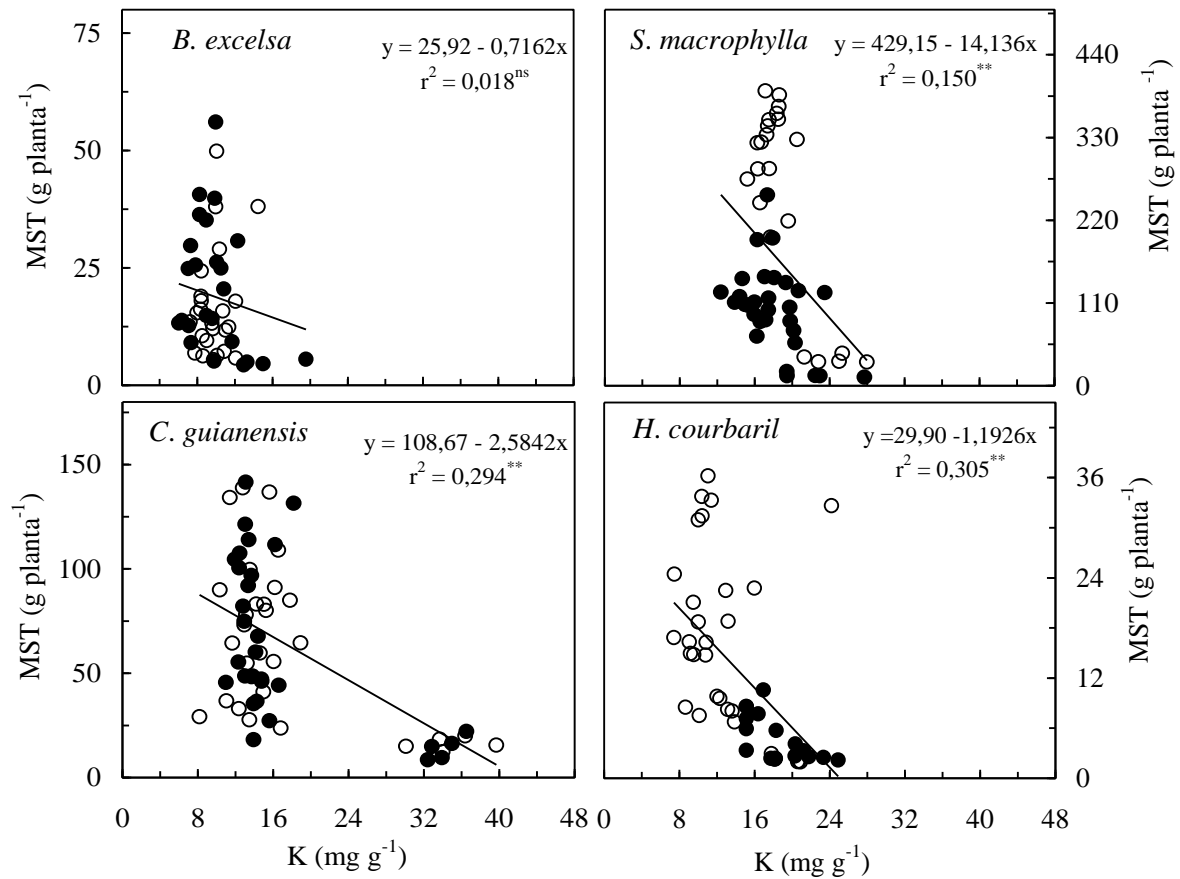 B. excelsa
y = 25,92 - 0,7162x
r² = 0,018ⁿˢ
75
50
25
0
MST (g planta⁻¹)
S. macrophylla
y = 429,15 - 14,136x
r² = 0,150**
440
330
220
110
0
MST (g planta⁻¹)
C. guianensis
y = 108,67 - 2,5842x
r² = 0,294**
150
100
50
0
MST (g planta⁻¹)
0 8 16 24 32 40 48
K (mg g⁻¹)
H. courbaril
y =29,90 -1,1926x
r² = 0,305**
36
24
12
0
MST (g planta⁻¹)
0 8 16 24 32 40 48
K (mg g⁻¹)